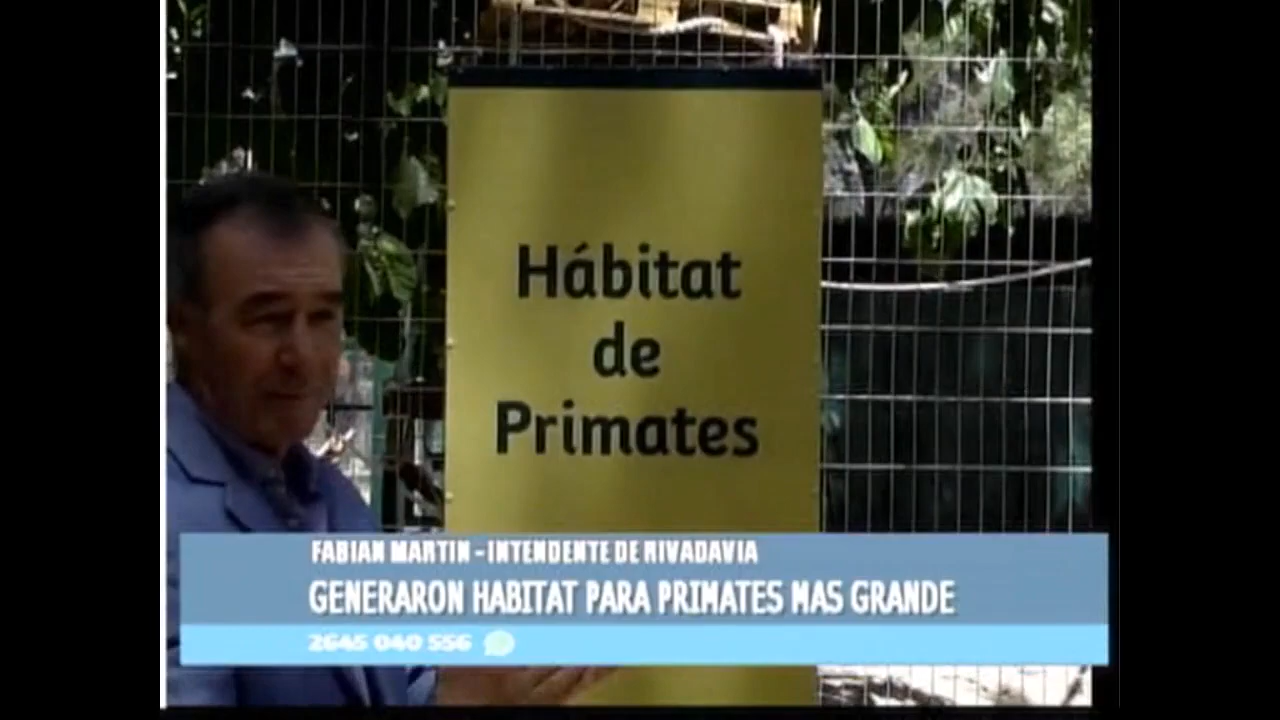 Hábitat
de
Primates
FABIAN MARTIN - INTENDENTE DE RIVADAVIA
GENERARON HABITAT PARA PRIMATES MAS GRANDE
2645 040 556